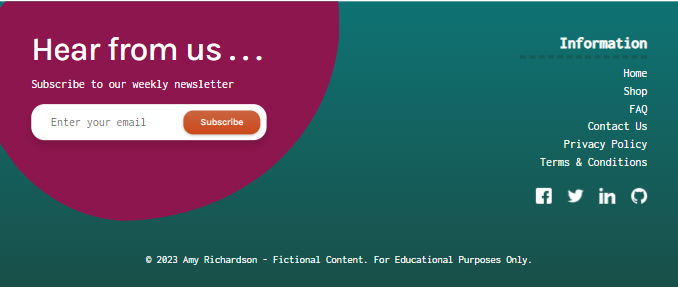 Hear from us . . .
Subscribe to our weekly newsletter
Enter your email
Subscribe
Information
Home
Shop
FAQ
Contact Us
Privacy Policy
Terms & Conditions
© 2023 Amy Richardson - Fictional Content. For Educational Purposes Only.